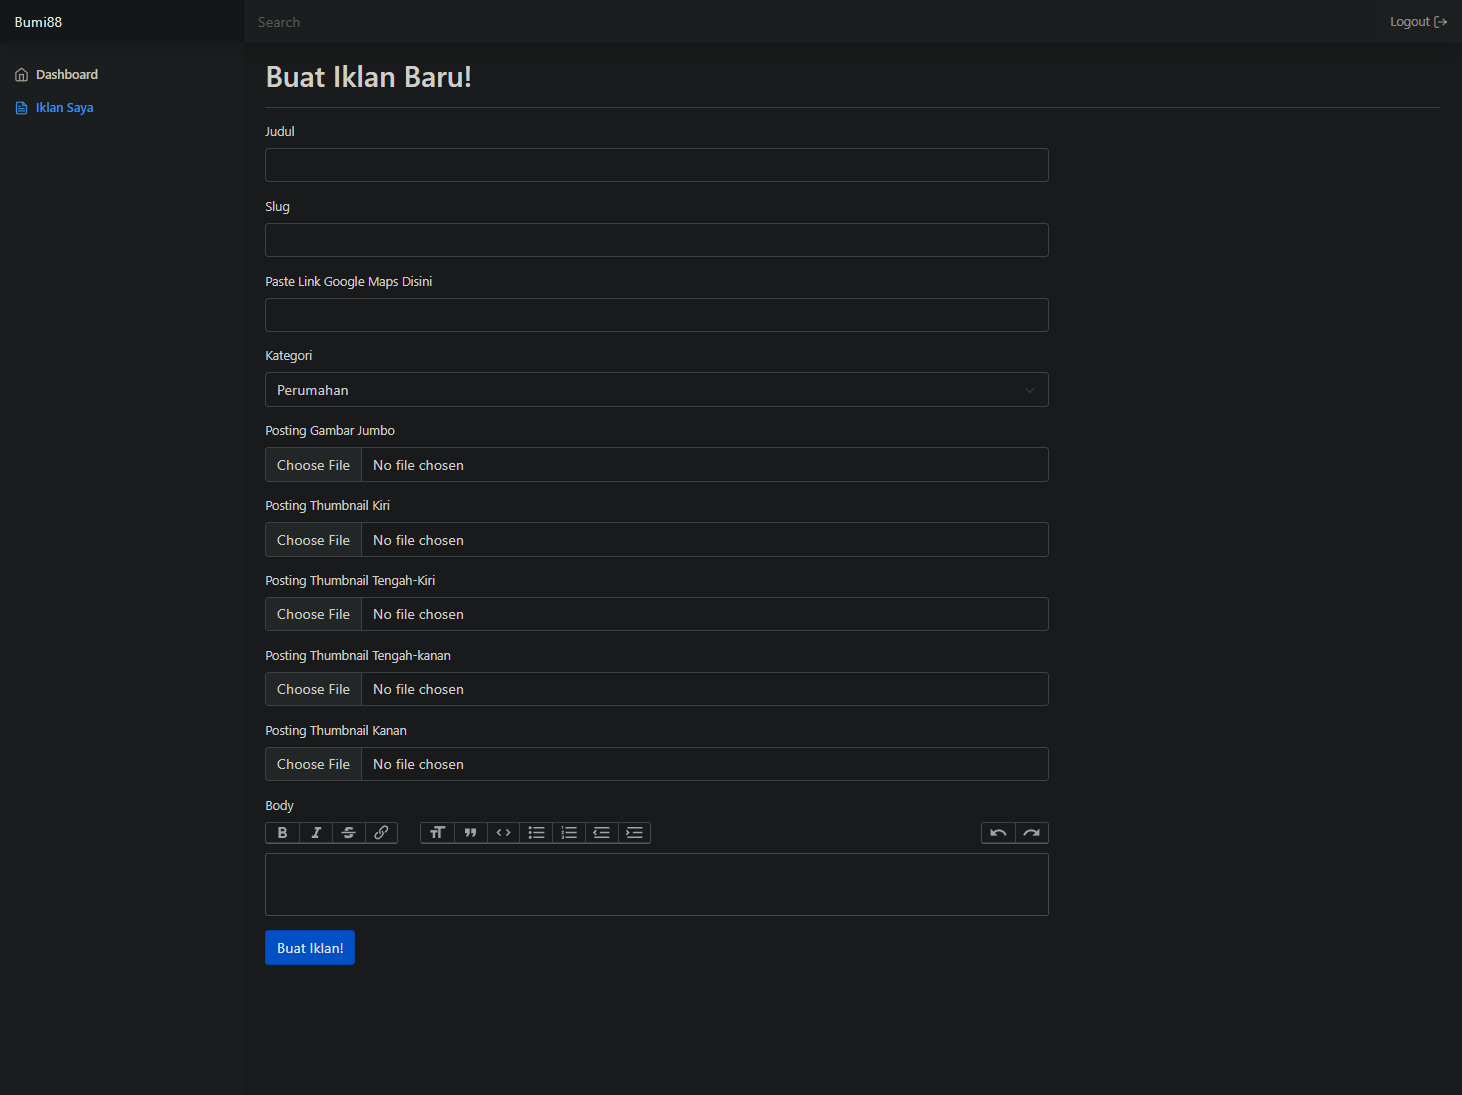 Bumi88
Search
Logout
Dashboard
Iklan Saya
Buat Iklan Baru!
Judul
Slug
Paste Link Google Maps Disini
Kategori
Perumahan
Posting Gambar Jumbo
Choose File No file chosen
Posting Thumbnail Kiri
Choose File No file chosen
Posting Thumbnail Tengah-Kiri
Choose File No file chosen
Posting Thumbnail Tengah-kanan
Choose File No file chosen
Posting Thumbnail Kanan
Choose File No file chosen
Body
Buat Iklan!